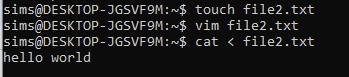 sims@DESKTOP-JGSVF9M:~$ touch file2.txt
sims@DESKTOP-JGSVF9M:~$ vim file2.txt
sims@DESKTOP-JGSVF9M:~$ cat < file2.txt
hello world